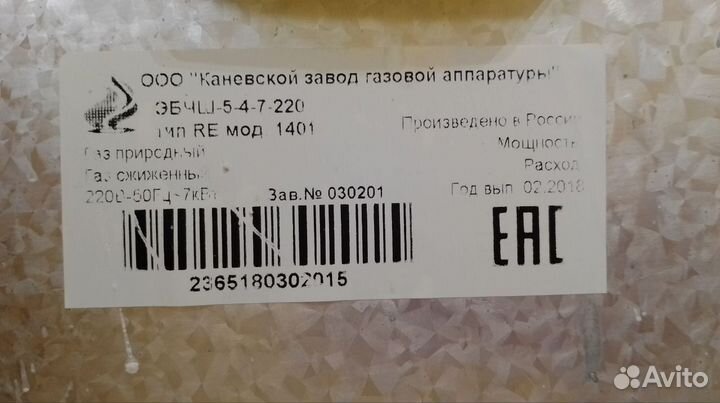 ООО "Каневской завод газовой аппаратуры"
ЭБЧШ-5-4-7-220
тип RE мод. 1401
Произведено в России
Газ природный
Мощность
Газ сжиженный
Расход
220В-50Гц-7кВт
Зав.№ 030201
Год вып. 02.2018
EAC
2365180302015
Avito